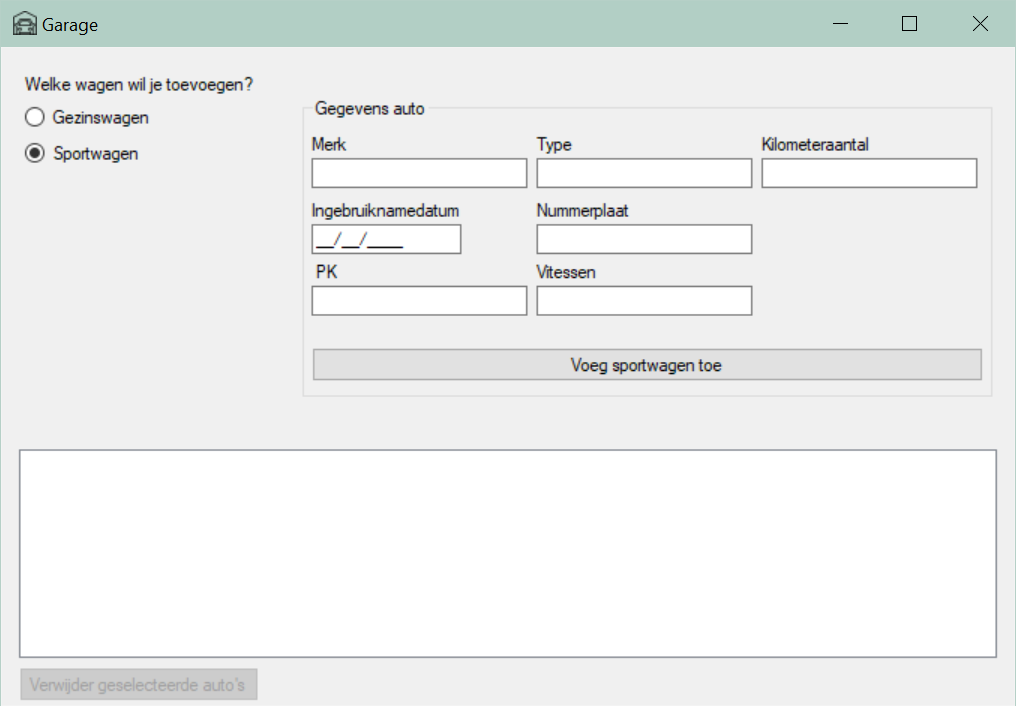 Garage
Welke wagen wil je toevoegen?
Gezinswagen
Sportwagen
Gegevens auto
Merk Type Kilometeraantal
Ingebruiknamedatum Nummerplaat
__/__/____
PK Vitessen
Voeg sportwagen toe
Verwijder geselecteerde auto's